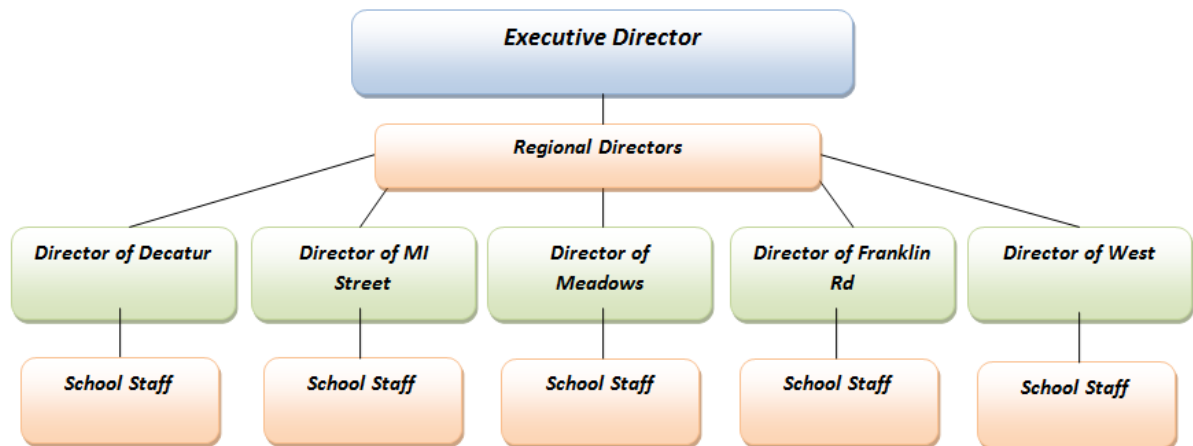 Executive Director
Regional Directors
Director of Decatur
Director of MI
Street
Director of
Meadows
Director of Franklin
Rd
Director of West
School Staff
School Staff
School Staff
School Staff
School Staff